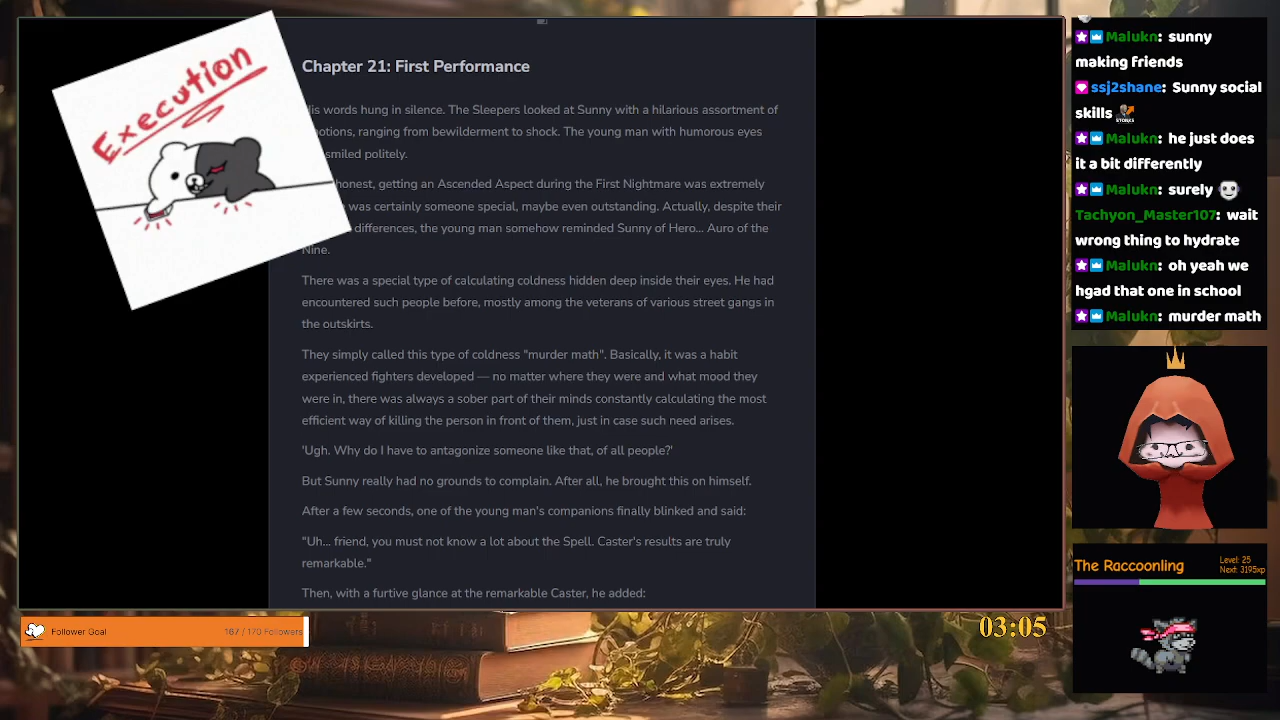 Execution
Chapter 21: First Performance
is words hung in silence. The Sleepers looked at Sunny with a hilarious assortment of
otions, ranging from bewilderment to shock. The young man with humorous eyes
smiled politely.
honest, getting an Ascended Aspect during the First Nightmare was extremely
was certainly someone special, maybe even outstanding. Actually, despite their
differences, the young man somehow reminded Sunny of Hero... Auro of the
Nine.
There was a special type of calculating coldness hidden deep inside their eyes. He had
encountered such people before, mostly among the veterans of various street gangs in
the outskirts.
They simply called this type of coldness "murder math". Basically, it was a habit
experienced fighters developed — no matter where they were and what mood they
were in, there was always a sober part of their minds constantly calculating the most
efficient way of killing the person in front of them, just in case such need arises.
'Ugh. Why do I have to antagonize someone like that, of all people?'
But Sunny really had no grounds to complain. After all, he brought this on himself.
After a few seconds, one of the young man's companions finally blinked and said:
"Uh... friend, you must not know a lot about the Spell. Caster's results are truly
remarkable."
Then, with a furtive glance at the remarkable Caster, he added:
Malukn: sunny
making friends
ssj2shane: Sunny social
skills
Malukn: he just does
it a bit differently
Malukn: surely
Tachyon_Master107: wait
wrong thing to hydrate
Malukn: oh yeah we
hgad that one in school
Malukn: murder math
The Raccoonling
Level: 25
Next: 3195xp
Follower Goal
167 / 170 Followers
03:05